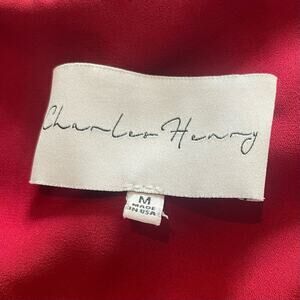 Charles Henry
M
MADE
IN USA